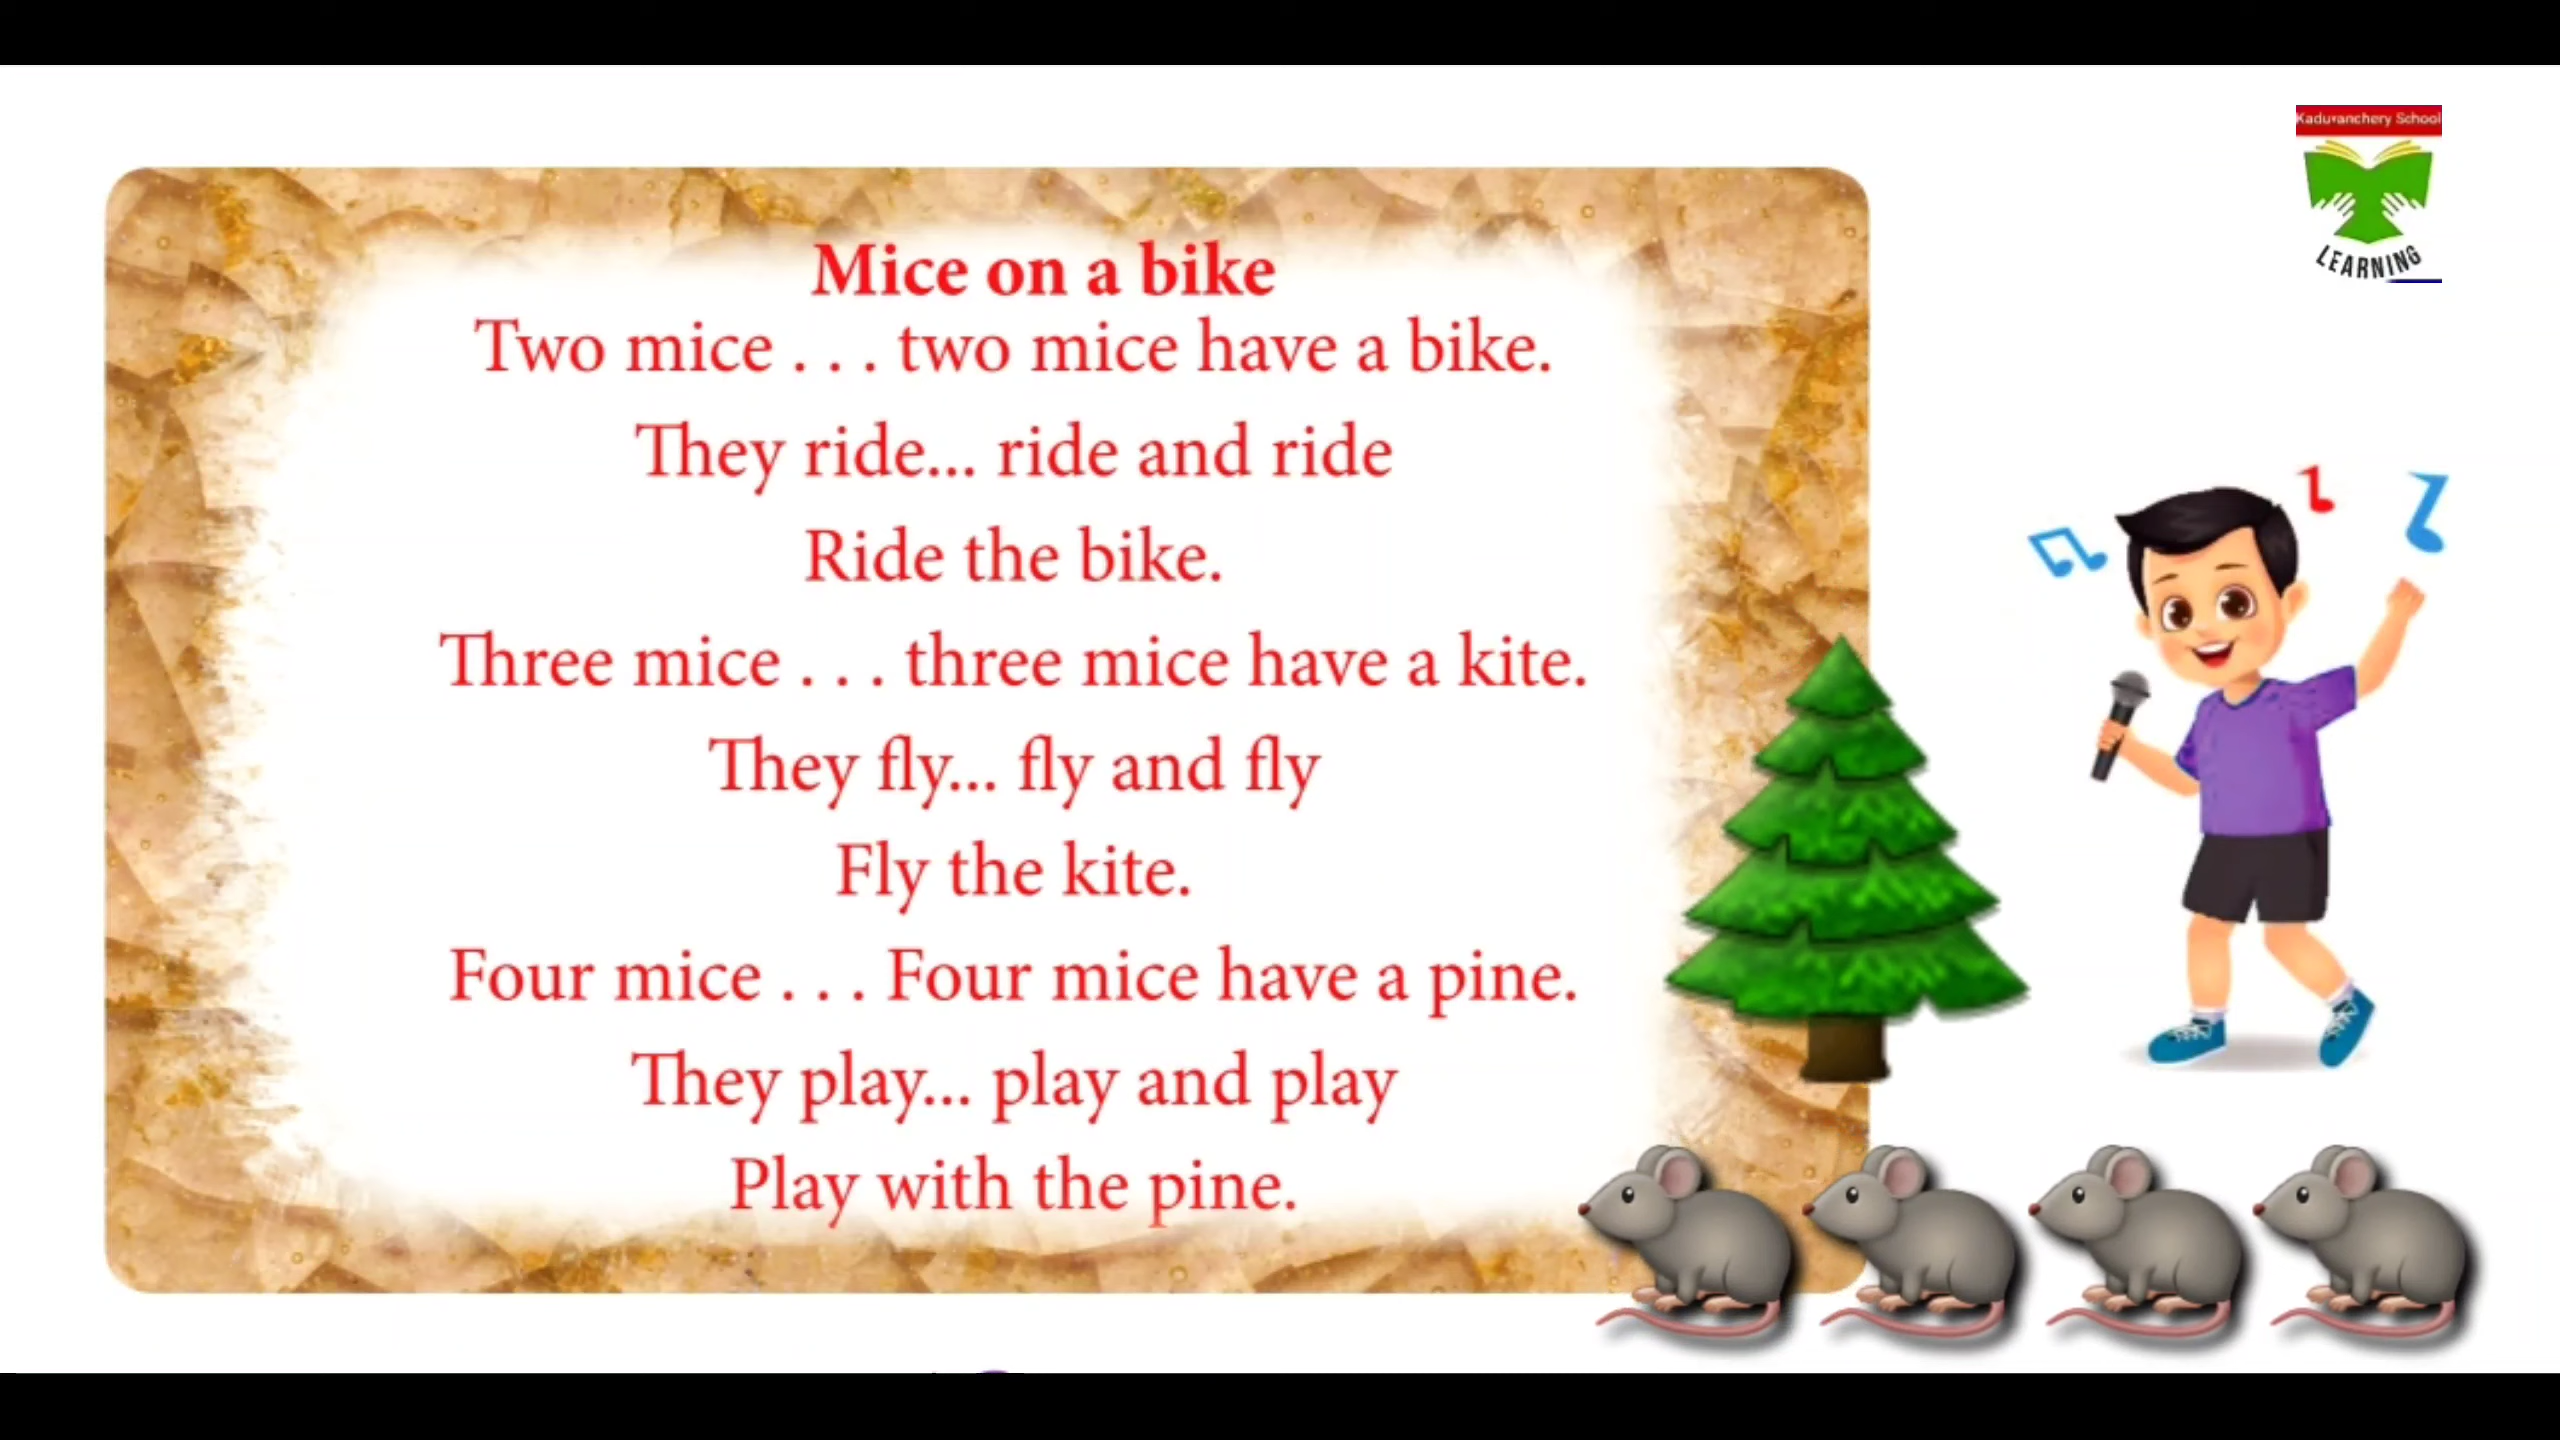 Kaduvanchery School
LEARNING
Mice on a bike
Two mice . . . two mice have a bike.
They ride... ride and ride
Ride the bike.
Three mice . . . three mice have a kite.
They fly... fly and fly
Fly the kite.
Four mice . . . Four mice have a pine.
They play... play and play
Play with the pine.